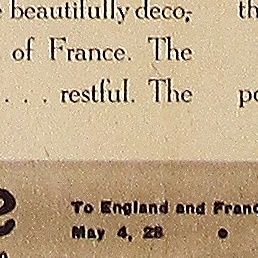 beautifully deco-
of France. The
. . . restful. The
To England and Franc
May 4, 28 •